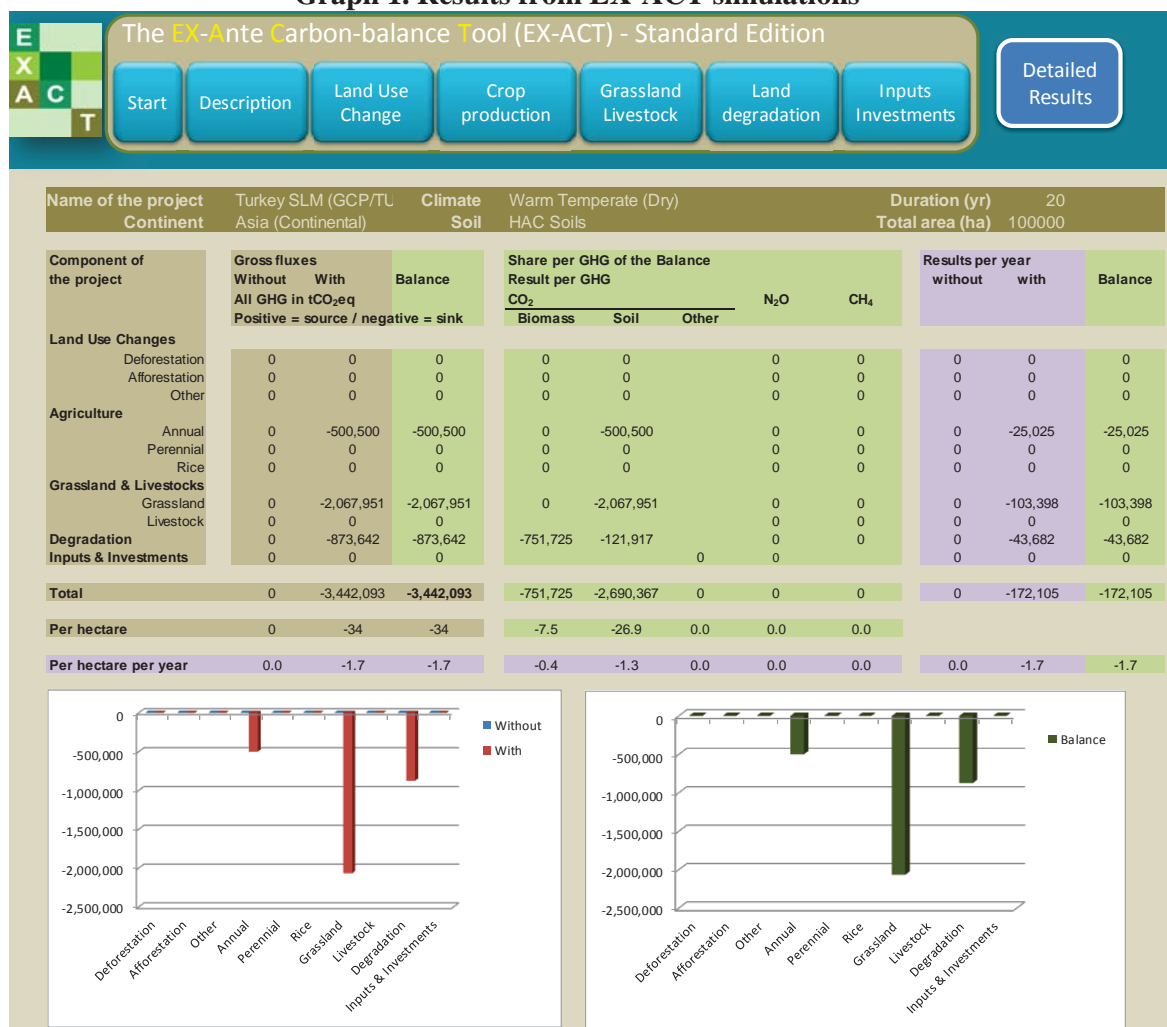 Graph 1. Results from EX-ACT simulations
E
X
A C
T
The EX-Ante Carbon-balance Tool (EX-ACT) - Standard Edition
Start Description Land Use Change Crop production Grassland Livestock Land degradation Inputs Investments
Detailed Results
Name of the project Turkey SLM (GCP/TU Climate Warm Temperate (Dry) Duration (yr) 20
Continent Asia (Continental) Soil HAC Soils Total area (ha) 100000
Component of Gross fluxes Share per GHG of the Balance Results per year
the project Without With Balance Result per GHG without with Balance
All GHG in tCO2eq CO2 N2O CH4
Positive = source / negative = sink Biomass Soil Other
Land Use Changes
Deforestation 0 0 0 0 0 0 0 0 0 0
Afforestation 0 0 0 0 0 0 0 0 0 0
Other 0 0 0 0 0 0 0 0 0 0
Agriculture
Annual 0 -500,500 -500,500 0 -500,500 0 0 0 -25,025 -25,025
Perennial 0 0 0 0 0 0 0 0 0 0
Rice 0 0 0 0 0 0 0 0 0 0
Grassland & Livestocks
Grassland 0 -2,067,951 -2,067,951 0 -2,067,951 0 0 0 -103,398 -103,398
Livestock 0 0 0 0 0 0 0 0
Degradation 0 -873,642 -873,642 -751,725 -121,917 0 0 0 -43,682 -43,682
Inputs & Investments 0 0 0 0 0 0 0 0
Total 0 -3,442,093 -3,442,093 -751,725 -2,690,367 0 0 0 0 -172,105 -172,105
Per hectare 0 -34 -34 -7.5 -26.9 0.0 0.0 0.0
Per hectare per year 0.0 -1.7 -1.7 -0.4 -1.3 0.0 0.0 0.0 0.0 -1.7 -1.7
0
-500,000
-1,000,000
-1,500,000
-2,000,000
-2,500,000
Deforestation
Afforestation
Other
Annual
Perennial
Rice
Grassland
Livestock
Degradation
Inputs & Investments
Without
With
0
-500,000
-1,000,000
-1,500,000
-2,000,000
-2,500,000
Deforestation
Afforestation
Other
Annual
Perennial
Rice
Grassland
Livestock
Degradation
Inputs & Investments
Balance